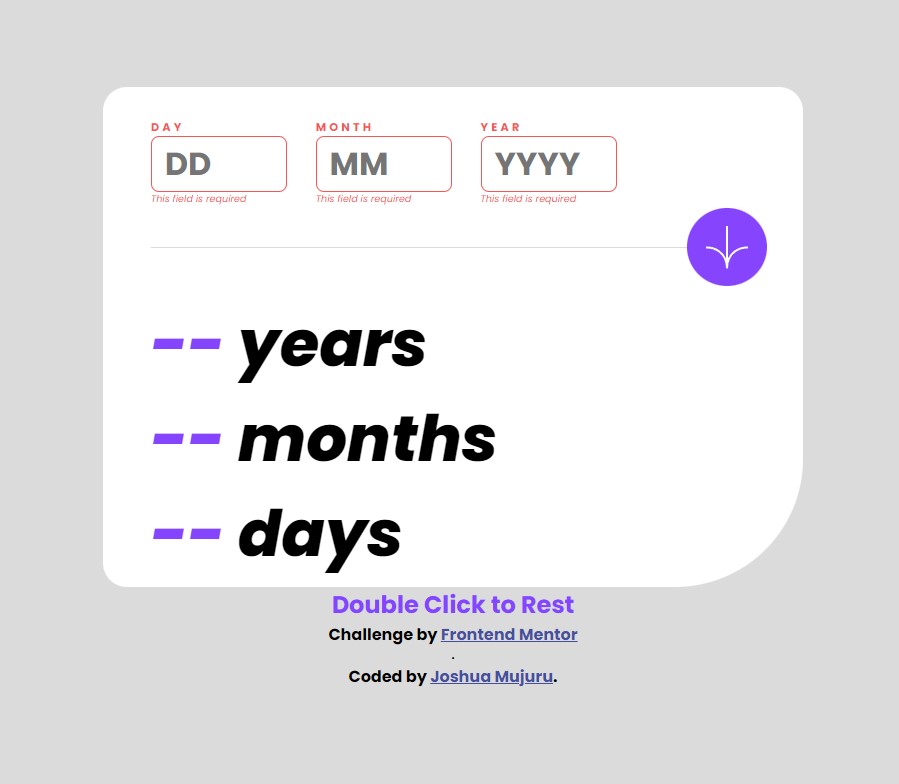 DAY MONTH YEAR
DD MM YYYY
This field is required This field is required This field is required
-- years
-- months
-- days
Double Click to Rest
Challenge by Frontend Mentor
.
Coded by Joshua Mujuru.